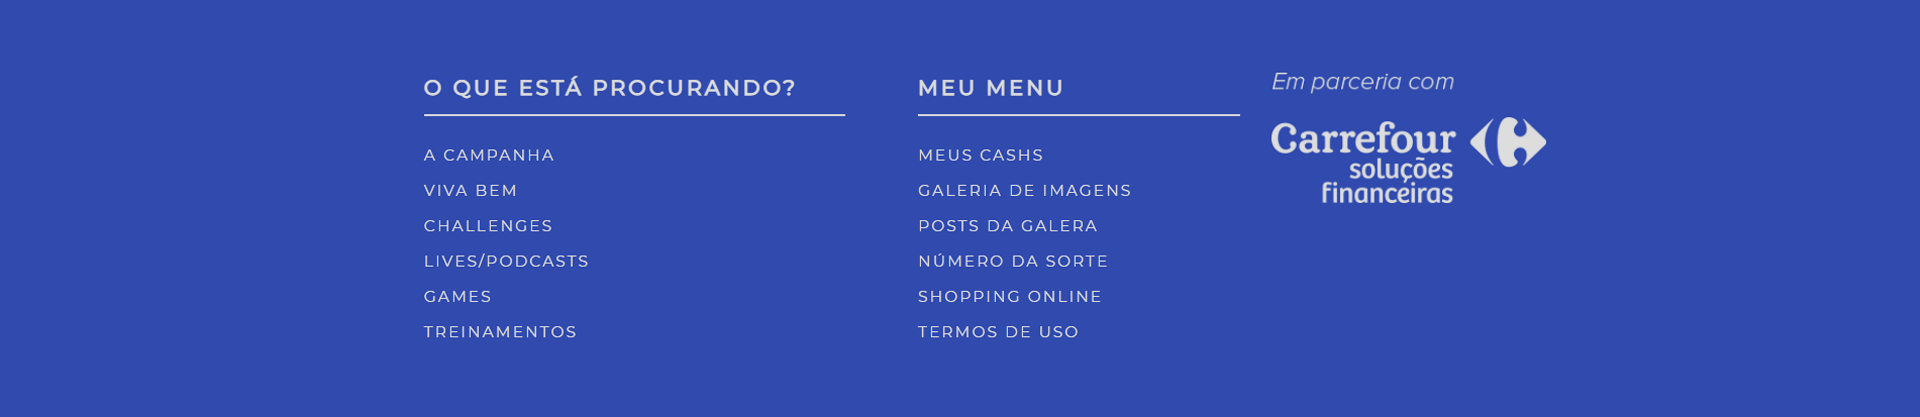 O QUE ESTÁ PROCURANDO?
A CAMPANHA
VIVA BEM
CHALLENGES
LIVES/PODCASTS
GAMES
TREINAMENTOS
MEU MENU
MEUS CASHS
GALERIA DE IMAGENS
POSTS DA GALERA
NÚMERO DA SORTE
SHOPPING ONLINE
TERMOS DE USO
Em parceria com
Carrefour
soluções
financeiras